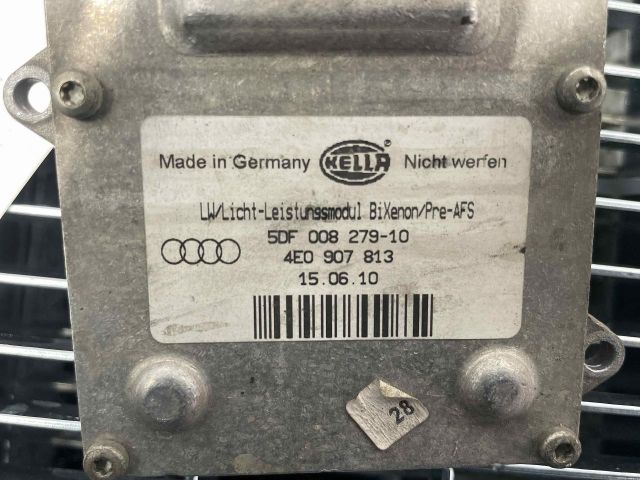 Made in Germany HELLA Nicht werfen
LW/Licht-Leistunssmodul BiXenon/Pre-AFS
5DF 008 279-10
4E0 907 813
15.06.10
28